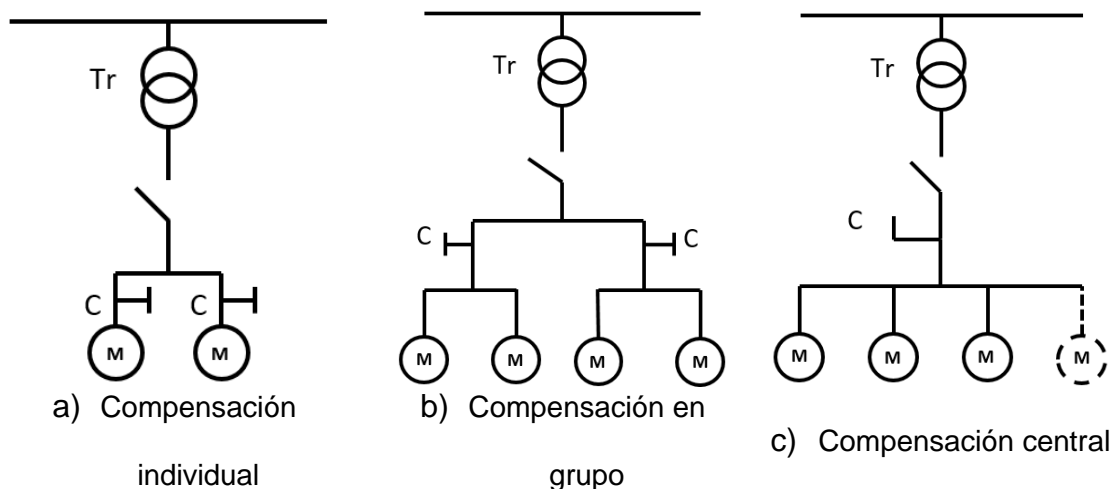 Tr
C
C
M
M
a) Compensación
individual
Tr
C
C
M
M
M
M
b) Compensación en
grupo
Tr
C
M
M
M
M
c) Compensación central